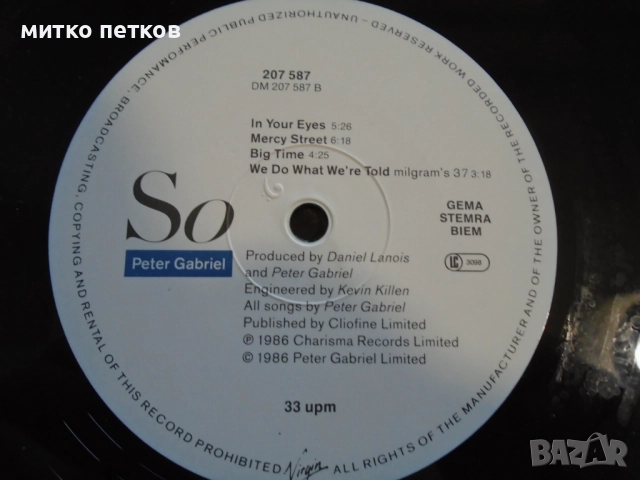 митко петков
MANUFACTURER AND OF THE OWNER OF THE RECORDED WORK RESERVED – UNAUTHORIZED PUBLIC PERFOMANCE, BROADCASTING, COPYING AND RENTAL OF THIS RECORD PROHIBITED
207 587
DM 207 587 B
In Your Eyes 5:26
Mercy Street 6:18
Big Time 4:25
We Do What We're Told milgram's 37 3:18
So
Peter Gabriel
GEMA
STEMRA
BIEM
LC 3098
Produced by Daniel Lanois
and Peter Gabriel
Engineered by Kevin Killen
All songs by Peter Gabriel
Published by Cliofine Limited
℗ 1986 Charisma Records Limited
© 1986 Peter Gabriel Limited
33 upm
Virgin
ALL RIGHTS OF THE
BAZAR